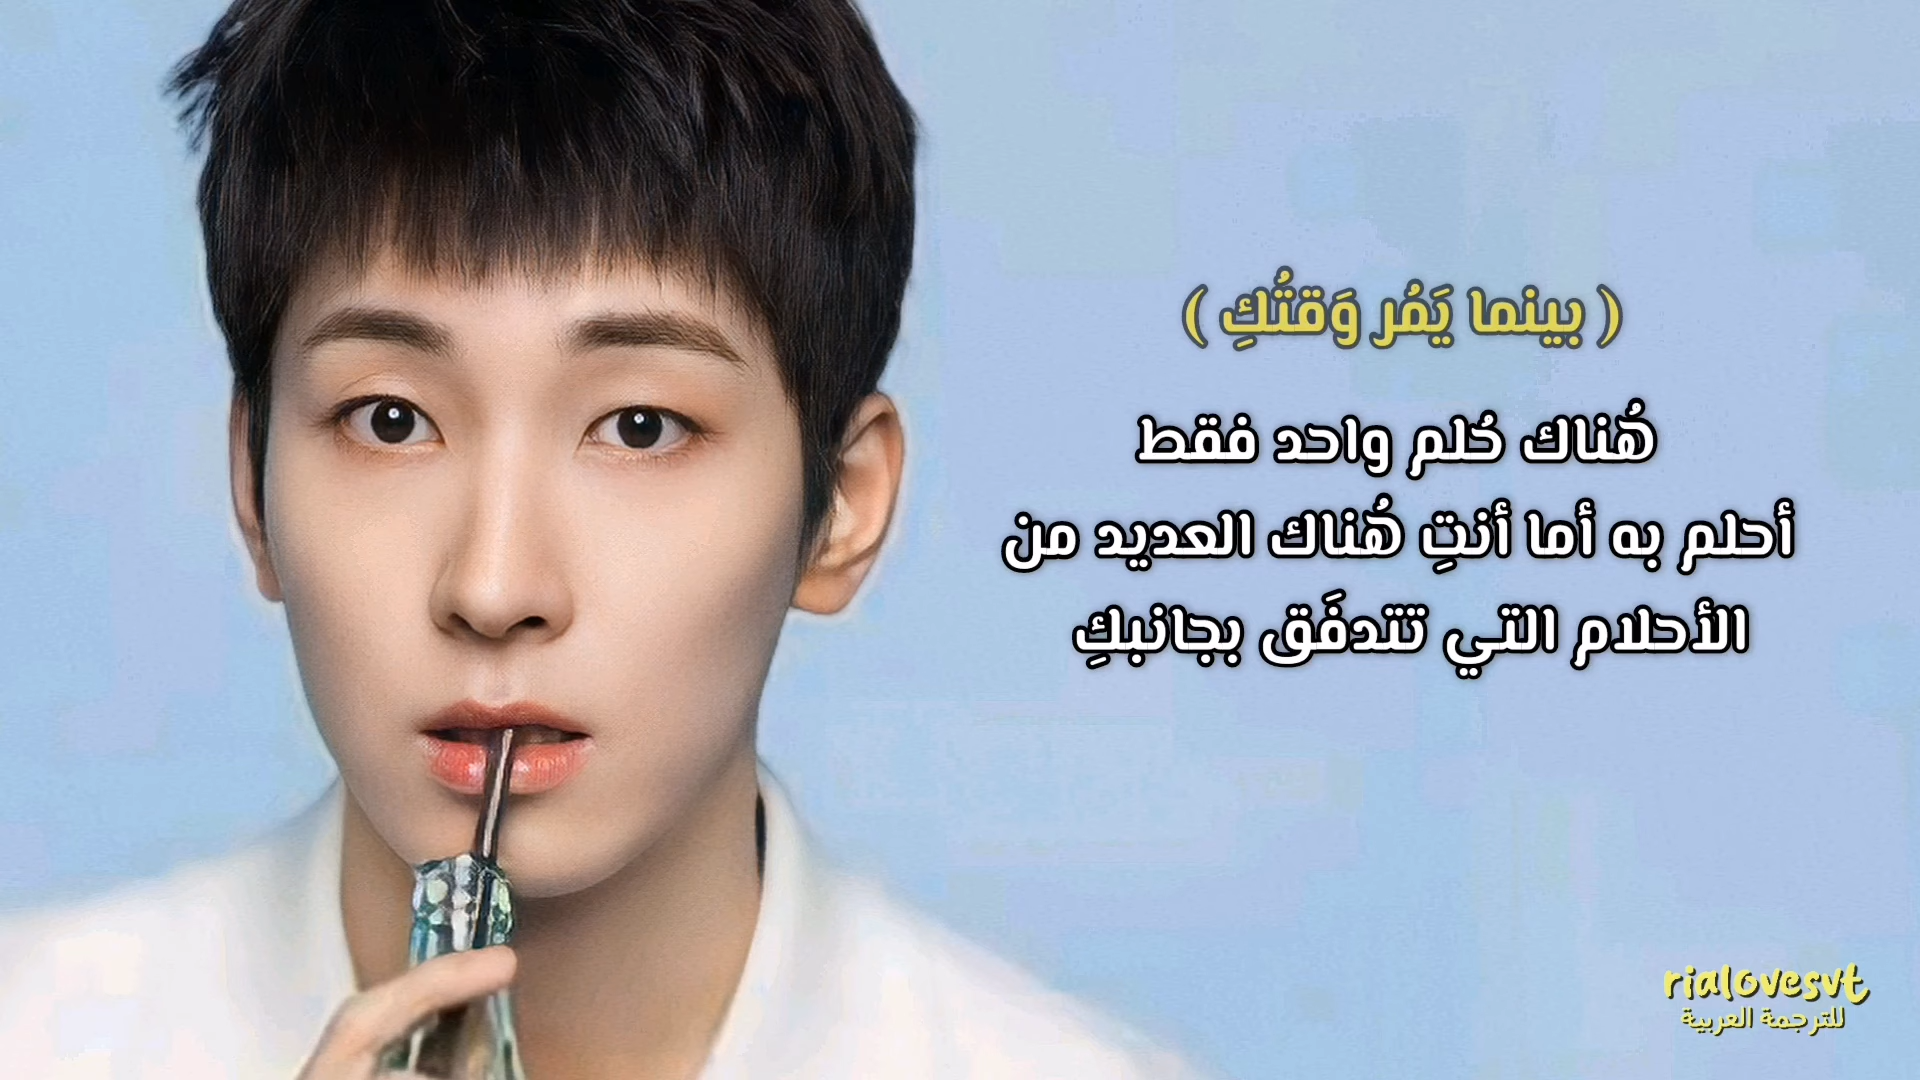 ( بينما يَمُر وَقتُكِ )
هُناك حُلم واحد فقط
أحلم به أما أنتِ هُناك العديد من
الأحلام التي تتدفَق بجانبكِ
rialovesvt
للترجمة العربية